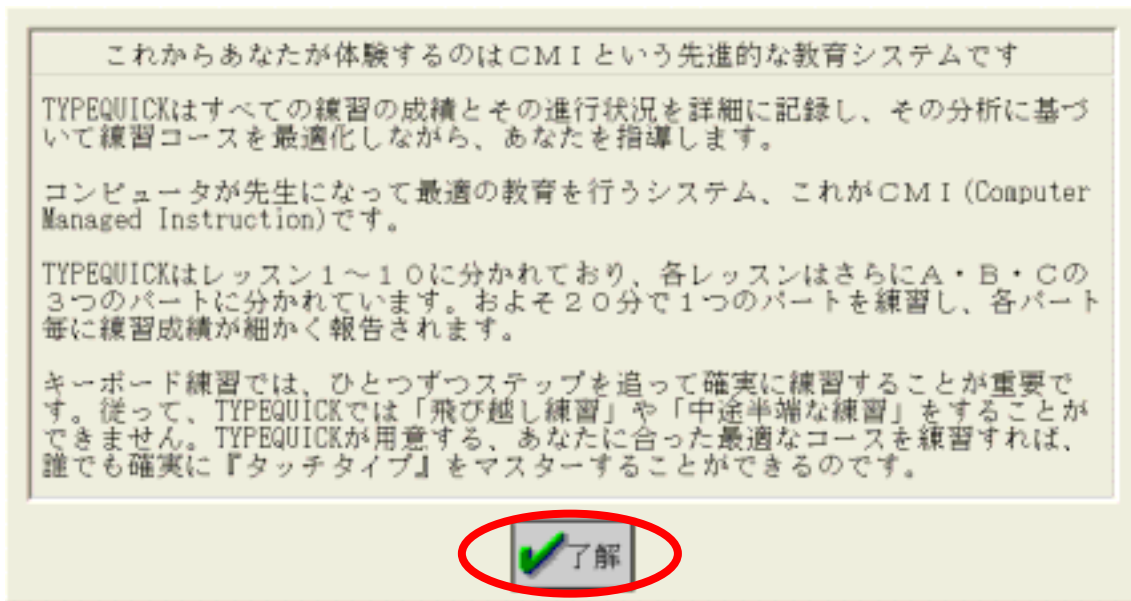 これからあなたが体験するのはＣＭＩという先進的な教育システムです
TYPEQUICKはすべての練習の成績とその進行状況を詳細に記録し、その分析に基づ
いて練習コースを最適化しながら、あなたを指導します。
コンピュータが先生になって最適の教育を行うシステム、これがＣＭＩ(Computer
Managed Instruction)です。
TYPEQUICKはレッスン１～１０に分かれており、各レッスンはさらにＡ・Ｂ・Ｃの
３つのパートに分かれています。およそ２０分で１つのパートを練習し、各パート
毎に練習成績が細かく報告されます。
キーボード練習では、ひとつずつステップを追って確実に練習することが重要で
す。従って、TYPEQUICKでは「飛び越し練習」や「中途半端な練習」をすることが
できません。TYPEQUICKが用意する、あなたに合った最適なコースを練習すれば、
誰でも確実に『タッチタイプ』をマスターすることができるのです。
了解